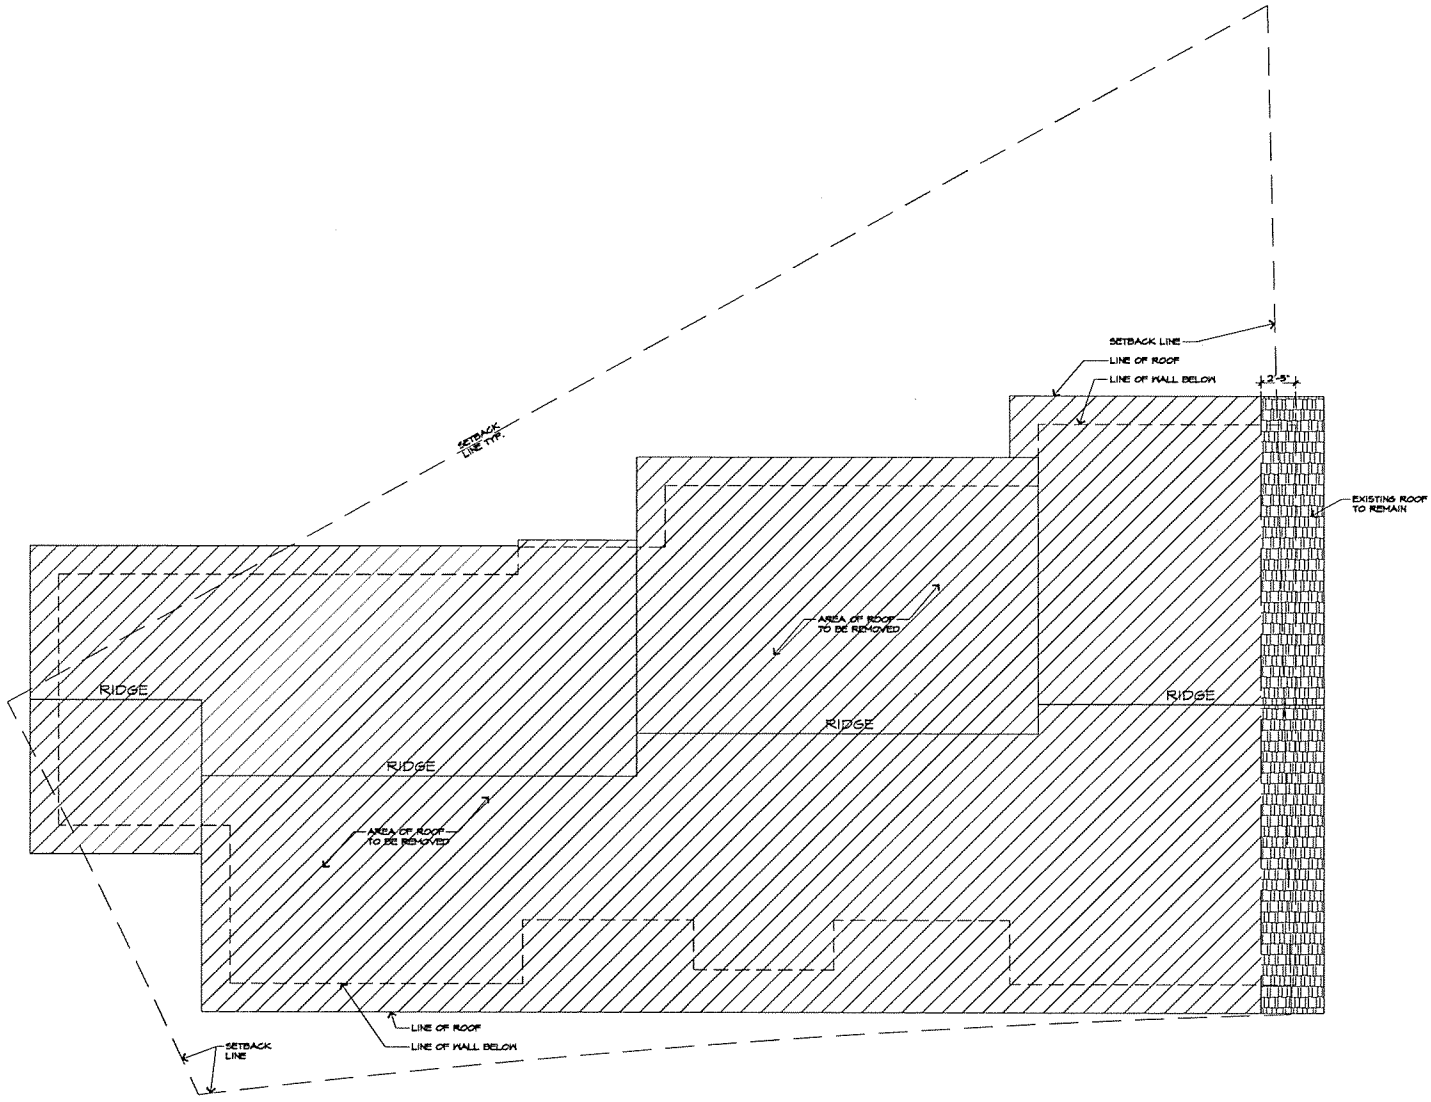 SETBACK LINE
LINE OF ROOF
LINE OF WALL BELOW
2'-5"
SETBACK
LINE TYP.
EXISTING ROOF
TO REMAIN
AREA OF ROOF
TO BE REMOVED
RIDGE
RIDGE
RIDGE
RIDGE
AREA OF ROOF
TO BE REMOVED
LINE OF ROOF
LINE OF WALL BELOW
SETBACK
LINE